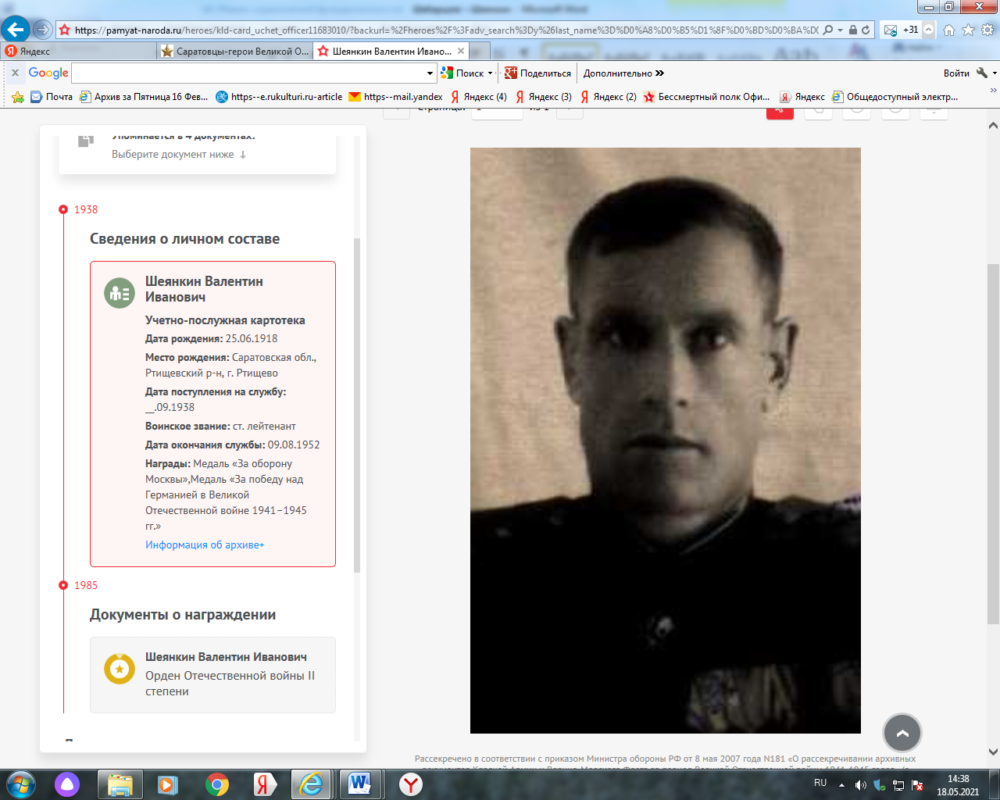 https://pamyat-naroda.ru/heroes/kld-card_uchet_officer11683010/?backurl=%2Fheroes%2F%3Fadv_search%3Dy%26last_name%3D%D0%A8%D0%B5%D1%8F%D0%BD%D0%BA%D0
+31
Яндекс
Саратовцы-герои Великой О...
Шеянкин Валентин Ивано...
Google
Поиск
Поделиться
Дополнительно
Войти
Почта
Архив за Пятница 16 Фев...
https--e.rukulturi.ru-article
https--mail.yandex
Яндекс (4)
Яндекс (3)
Яндекс (2)
Бессмертный полк Офи...
Яндекс
Общедоступный электр...
Страница:
из 1
Упоминается в 4 документах.
Выберите документ ниже
1938
Сведения о личном составе
Шеянкин Валентин
Иванович
Учетно-послужная картотека
Дата рождения: 25.06.1918
Место рождения: Саратовская обл.,
Ртищевский р-н, г. Ртищево
Дата поступления на службу:
__.09.1938
Воинское звание: ст. лейтенант
Дата окончания службы: 09.08.1952
Награды: Медаль «За оборону
Москвы»,Медаль «За победу над
Германией в Великой
Отечественной войне 1941–1945
гг.»
Информация об архиве+
1985
Документы о награждении
Шеянкин Валентин Иванович
Орден Отечественной войны II
степени
Рассекречено в соответствии с приказом Министра обороны РФ от 8 мая 2007 года N181 «О рассекречивании архивных
RU
14:38
18.05.2021